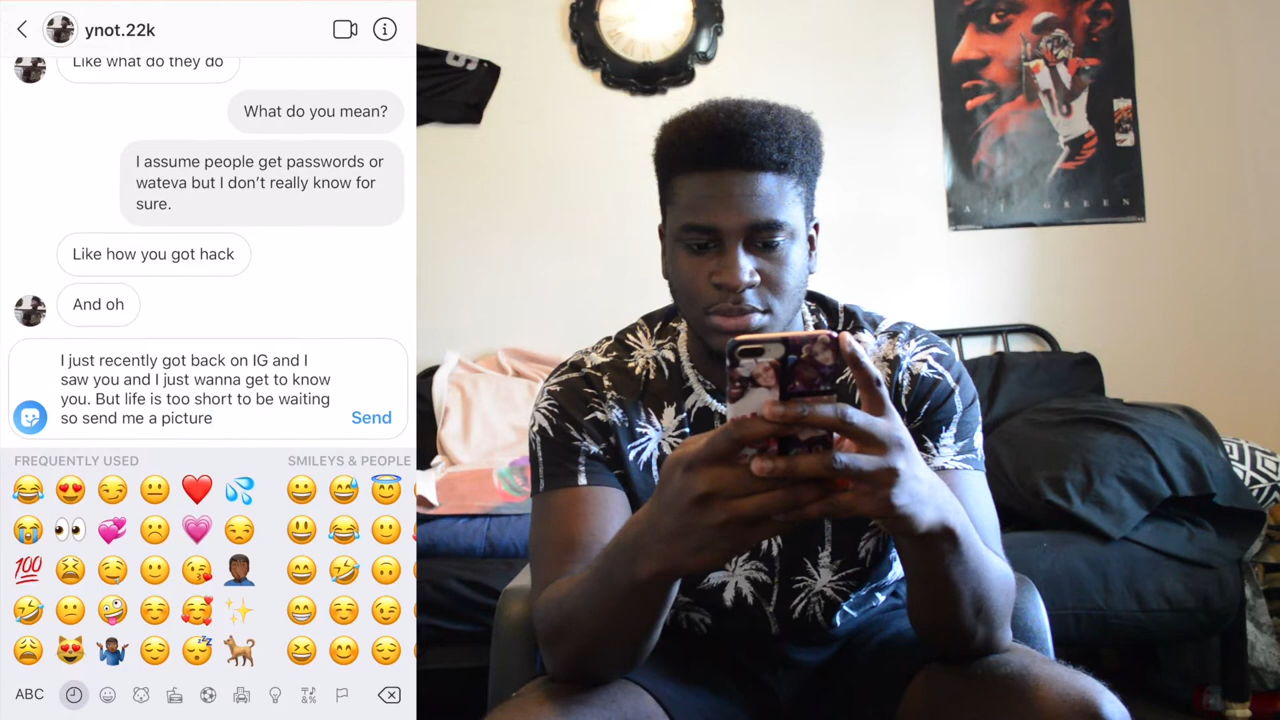 ynot.22k
Like what do they do
What do you mean?
I assume people get passwords or
wateva but I don't really know for
sure.
Like how you got hack
And oh
I just recently got back on IG and I
saw you and I just wanna get to know
you. But life is too short to be waiting
so send me a picture
Send
FREQUENTLY USED
SMILEYS & PEOPLE
ABC
GREEN